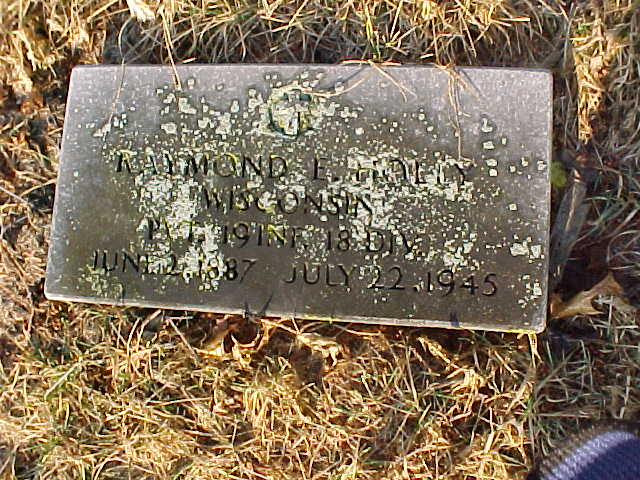 RAYMOND E. HOLLY
WISCONSIN
PVT. 19 INF. 18 DIV.
JUNE 2, 1887 JULY 22, 1945